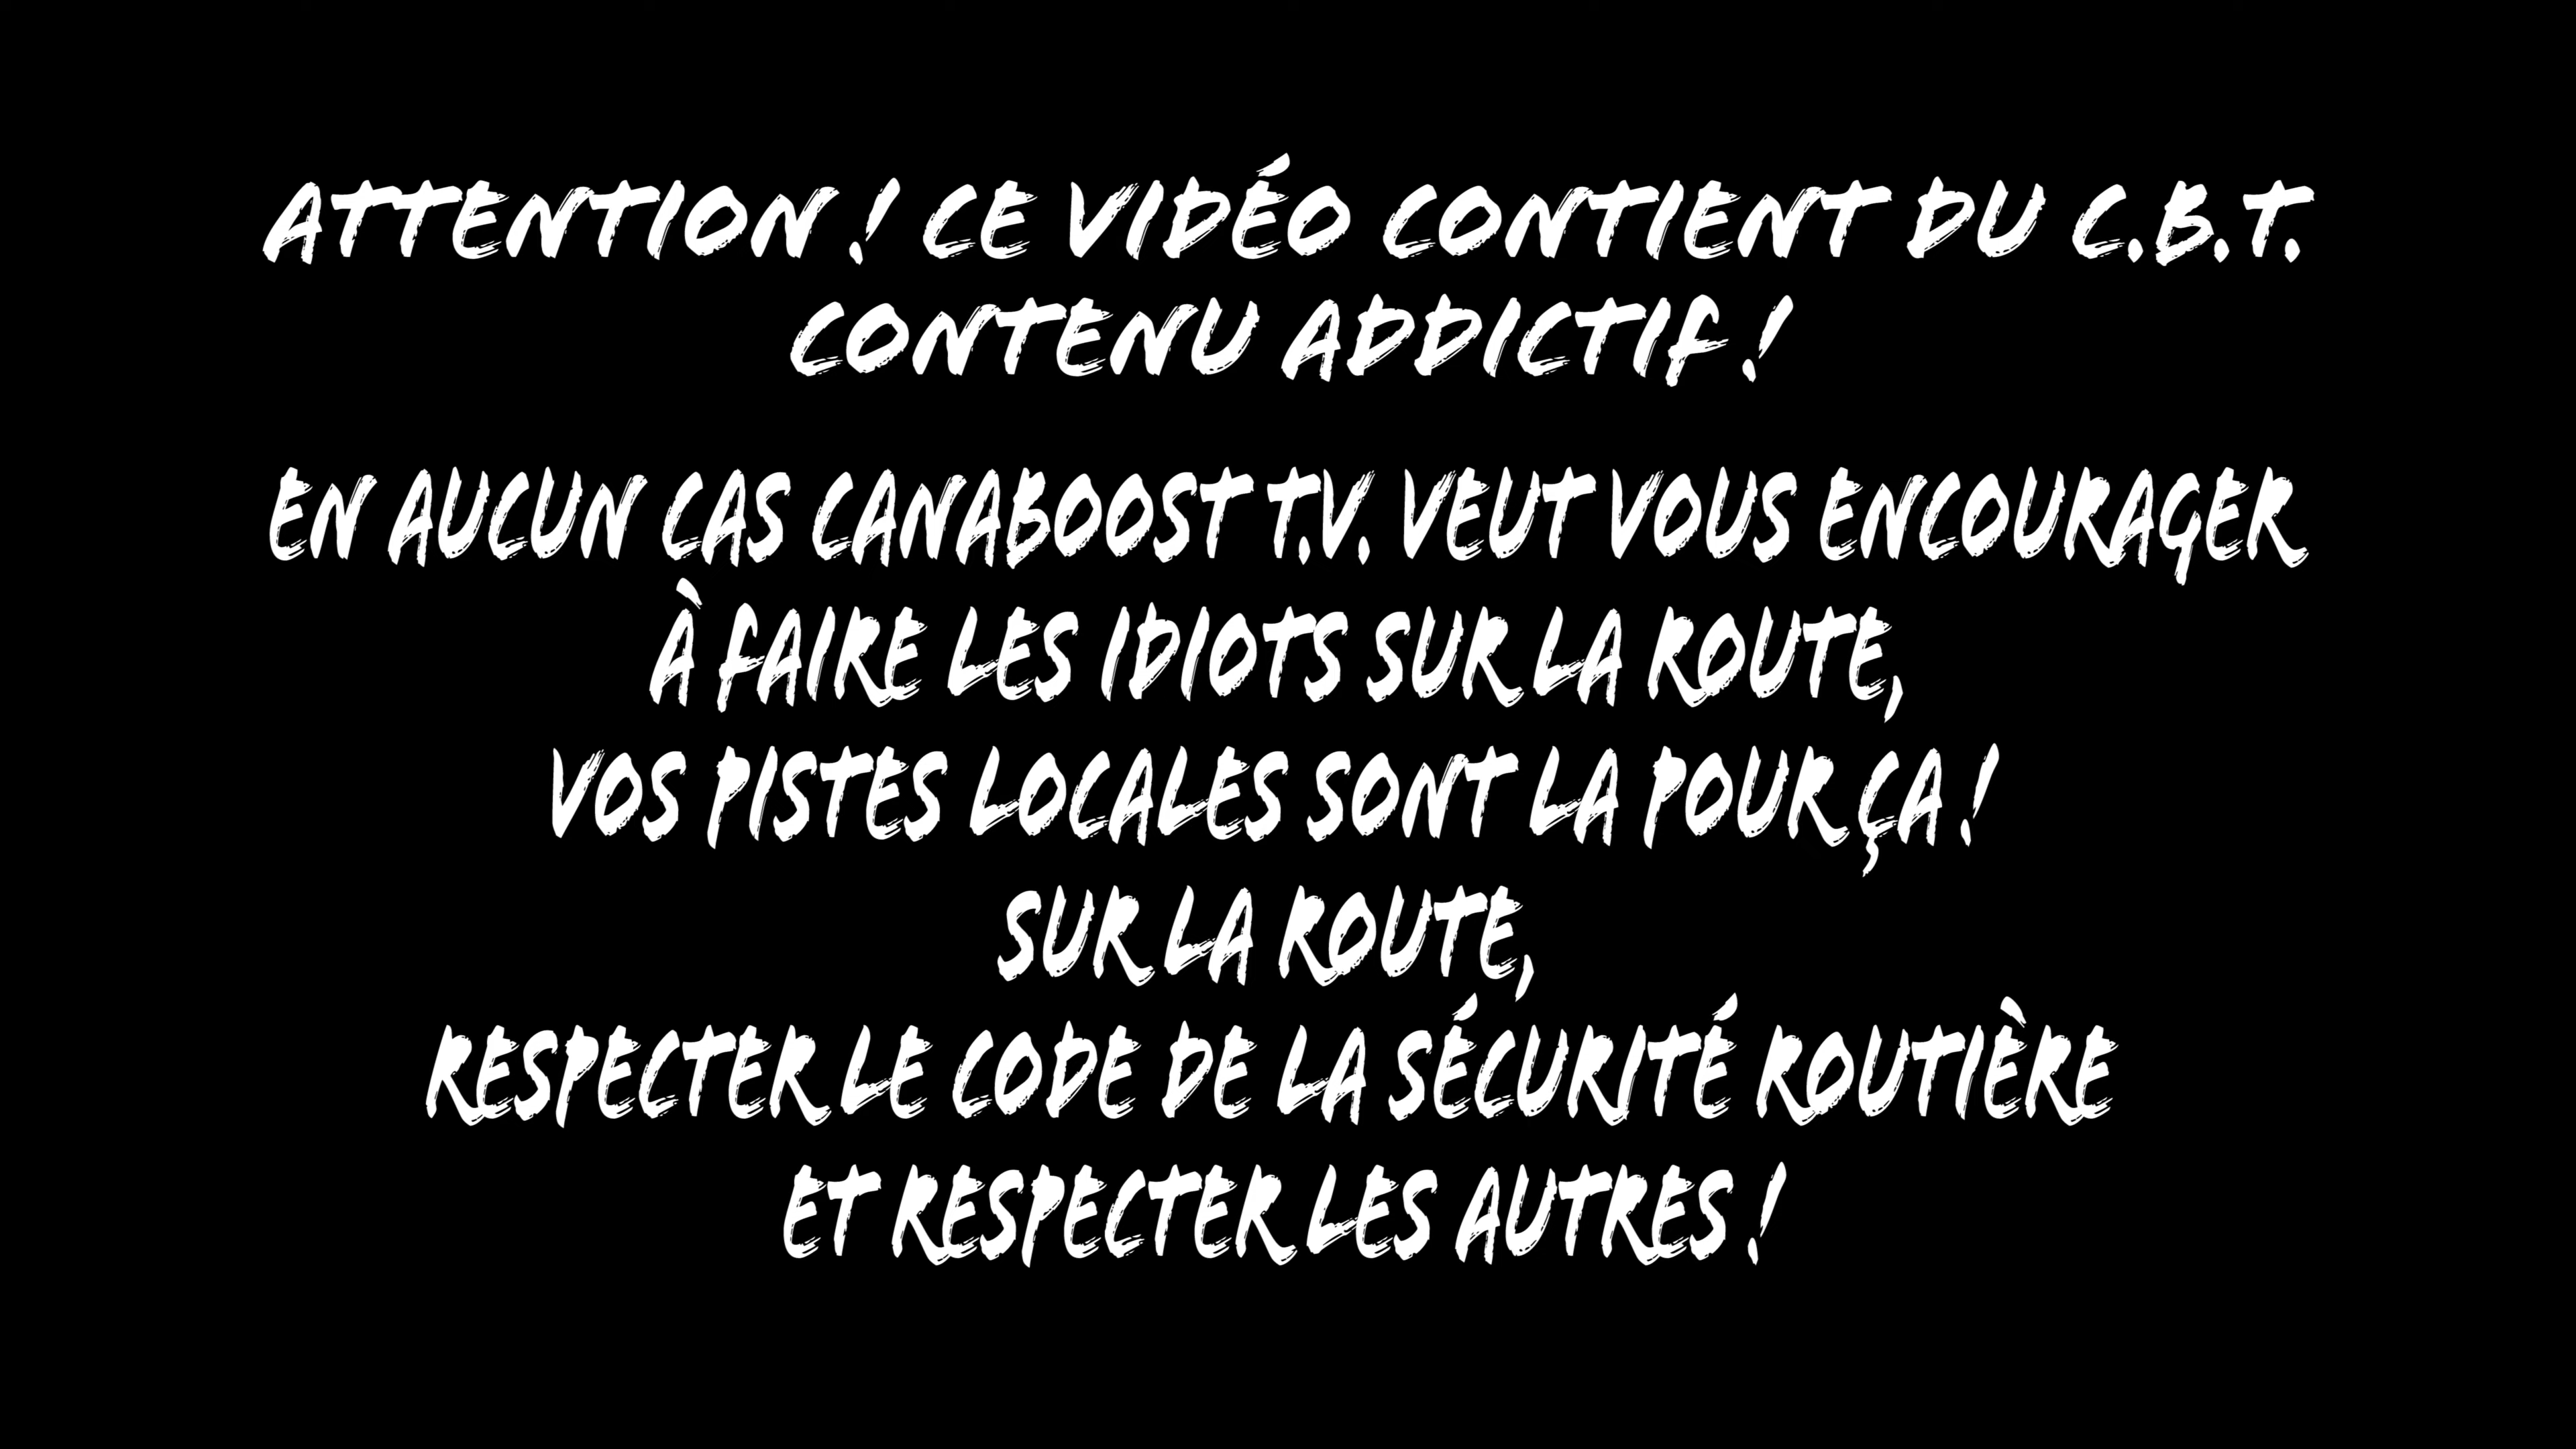 ATTENTION ! CE VIDÉO CONTIENT DU C.B.T.
CONTENU ADDICTIF !
EN AUCUN CAS CANABOOST T.V. VEUT VOUS ENCOURAGER
À FAIRE LES IDIOTS SUR LA ROUTE,
VOS PISTES LOCALES SONT LA POUR ÇA !
SUR LA ROUTE,
RESPECTER LE CODE DE LA SÉCURITÉ ROUTIÈRE
ET RESPECTER LES AUTRES !